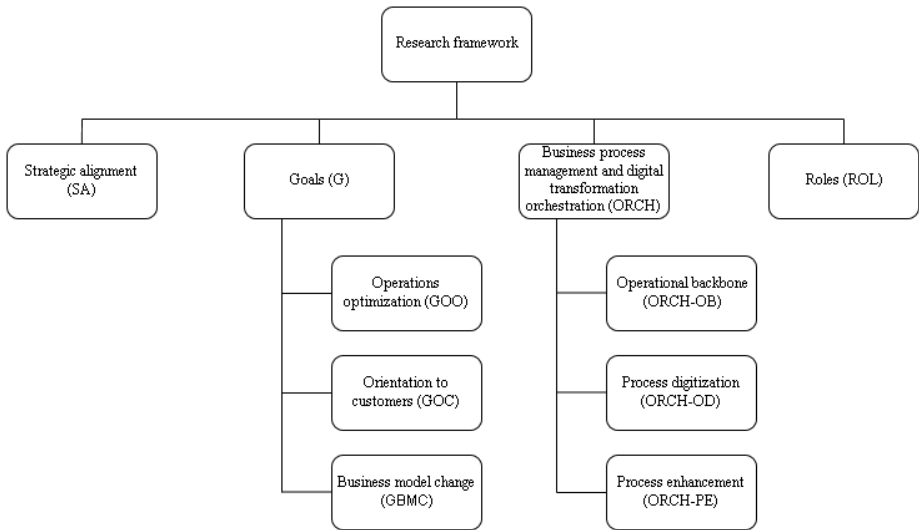 Research framework
Strategic alignment
(SA)
Goals (G)
Business process
management and digital
transformation
orchestration (ORCH)
Roles (ROL)
Operations
optimization (GOO)
Orientation to
customers (GOC)
Business model change
(GBMC)
Operational backbone
(ORCH-OB)
Process digitization
(ORCH-OD)
Process enhancement
(ORCH-PE)